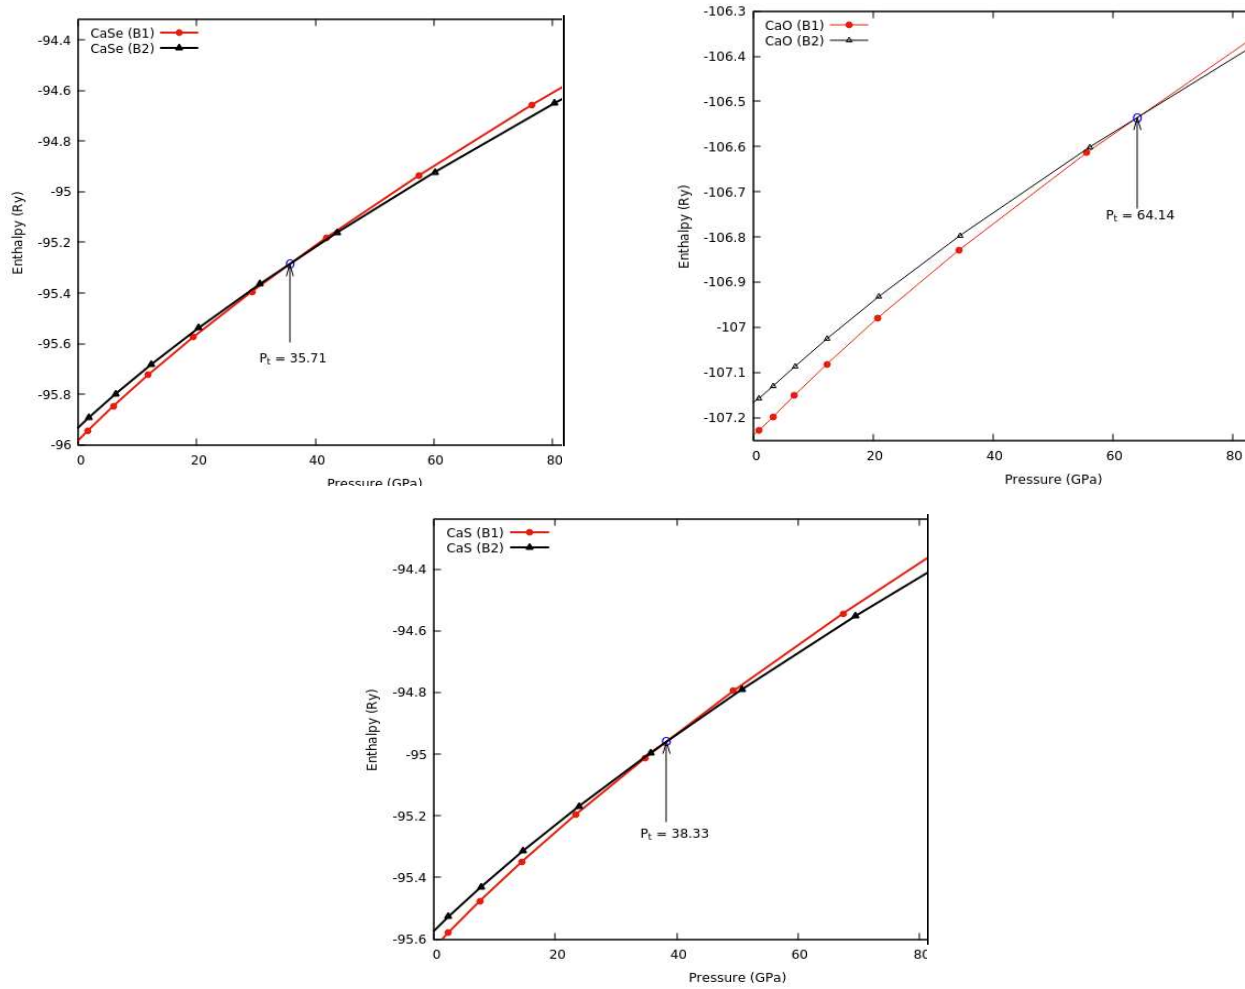 CaSe (B1)
CaSe (B2)
-94.4
-94.6
-94.8
-95
-95.2
-95.4
-95.6
-95.8
-96
Enthalpy (Ry)
Pt = 35.71
0 20 40 60 80
Pressure (GPa)
CaO (B1)
CaO (B2)
-106.3
-106.4
-106.5
-106.6
-106.7
-106.8
-106.9
-107
-107.1
-107.2
Enthalpy (Ry)
Pt = 64.14
0 20 40 60 80
Pressure (GPa)
CaS (B1)
CaS (B2)
-94.4
-94.6
-94.8
-95
-95.2
-95.4
-95.6
Enthalpy (Ry)
Pt = 38.33
0 20 40 60 80
Pressure (GPa)